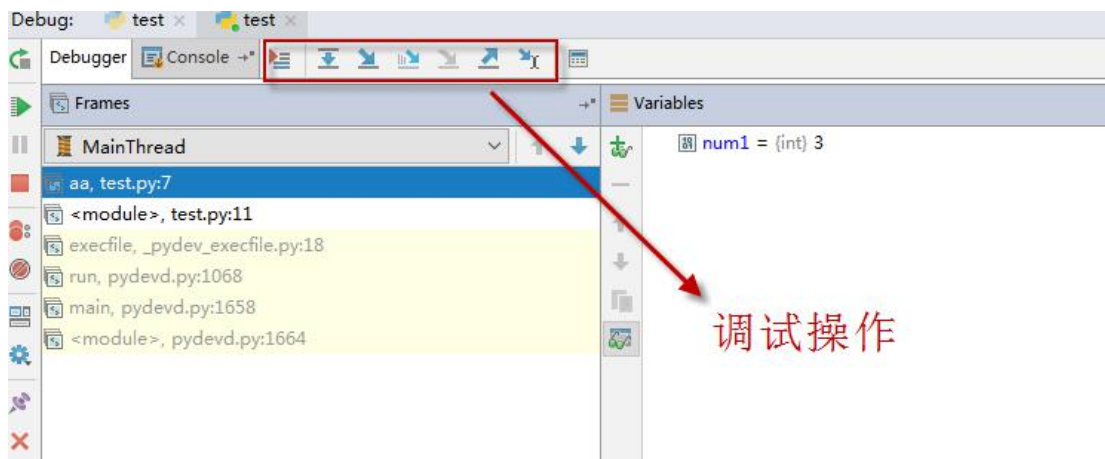 Debug: test × test ×
Debugger Console
Frames
Variables
MainThread
num1 = {int} 3
aa, test.py:7
<module>, test.py:11
execfile, _pydev_execfile.py:18
run, pydevd.py:1068
main, pydevd.py:1658
<module>, pydevd.py:1664
调试操作